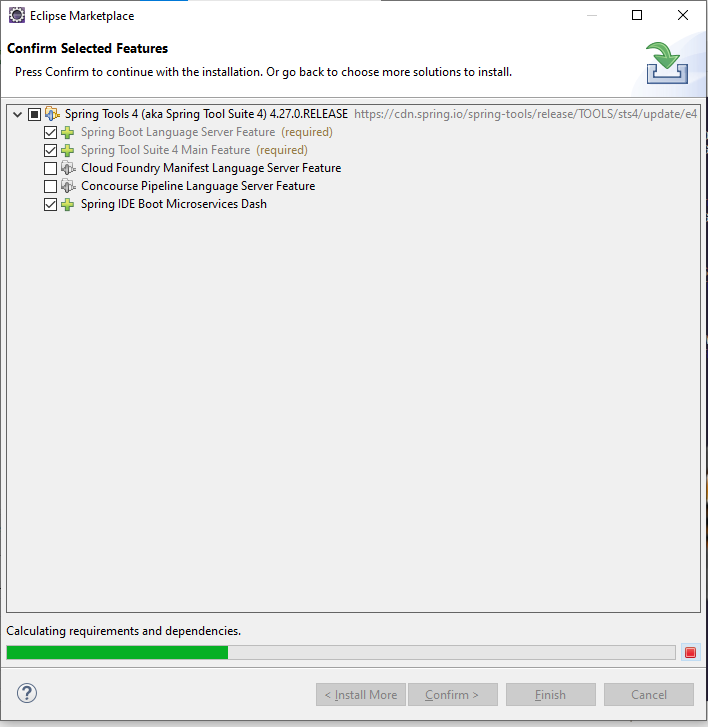 Eclipse Marketplace
Confirm Selected Features
Press Confirm to continue with the installation. Or go back to choose more solutions to install.
Spring Tools 4 (aka Spring Tool Suite 4) 4.27.0.RELEASE https://cdn.spring.io/spring-tools/release/TOOLS/sts4/update/e4
Spring Boot Language Server Feature (required)
Spring Tool Suite 4 Main Feature (required)
Cloud Foundry Manifest Language Server Feature
Concourse Pipeline Language Server Feature
Spring IDE Boot Microservices Dash
Calculating requirements and dependencies.
?
< Install More Confirm > Finish Cancel